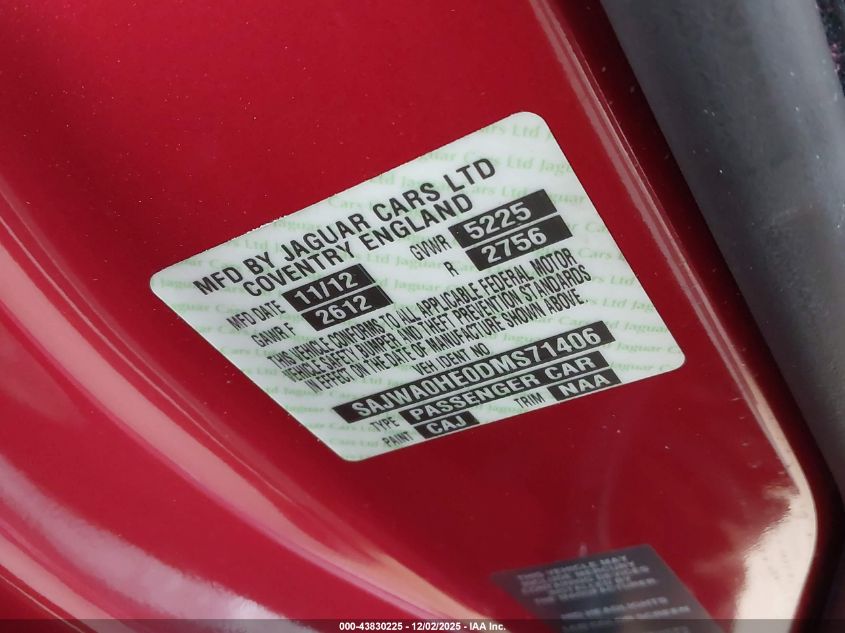 MFD BY JAGUAR CARS LTD
COVENTRY ENGLAND
MFD DATE 11/12 GVWR 5225
GAWR F 2612 R 2756
THIS VEHICLE CONFORMS TO ALL APPLICABLE FEDERAL MOTOR
VEHICLE SAFETY, BUMPER, AND THEFT PREVENTION STANDARDS
IN EFFECT ON THE DATE OF MANUFACTURE SHOWN ABOVE.
VEH IDENT NO
SAJWA0HE0DMS71406
TYPE PASSENGER CAR
PAINT CAJ TRIM NAA
THIS VEHICLE MAY
000-43830225 - 12/02/2025 - IAA Inc.